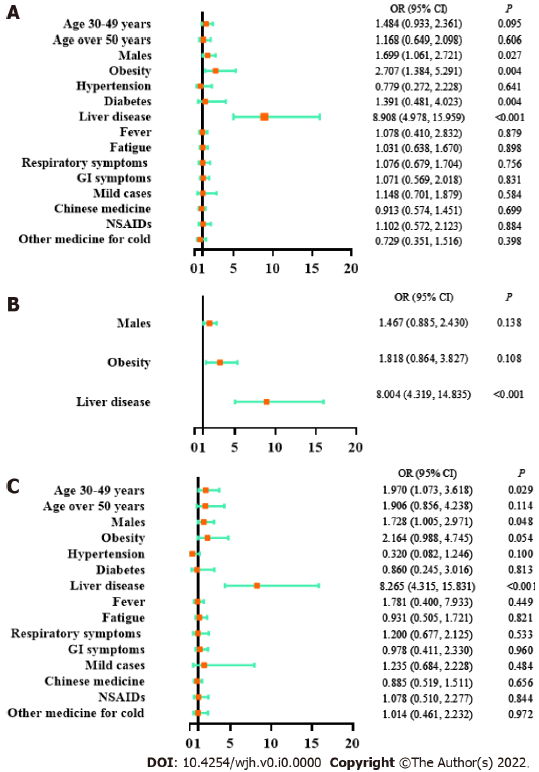 A
OR (95% CI) P
Age 30-49 years 1.484 (0.933, 2.361) 0.095
Age over 50 years 1.168 (0.649, 2.098) 0.606
Males 1.699 (1.061, 2.721) 0.027
Obesity 2.707 (1.384, 5.291) 0.004
Hypertension 0.779 (0.272, 2.228) 0.641
Diabetes 1.391 (0.481, 4.023) 0.004
Liver disease 8.908 (4.978, 15.959) <0.001
Fever 1.078 (0.410, 2.832) 0.879
Fatigue 1.031 (0.638, 1.670) 0.898
Respiratory symptoms 1.076 (0.679, 1.704) 0.756
GI symptoms 1.071 (0.569, 2.018) 0.831
Mild cases 1.148 (0.701, 1.879) 0.584
Chinese medicine 0.913 (0.574, 1.451) 0.699
NSAIDs 1.102 (0.572, 2.123) 0.884
Other medicine for cold 0.729 (0.351, 1.516) 0.398
0 1 5 10 15 20
B
OR (95% CI) P
Males 1.467 (0.885, 2.430) 0.138
Obesity 1.818 (0.864, 3.827) 0.108
Liver disease 8.004 (4.319, 14.835) <0.001
0 1 5 10 15 20
C
OR (95% CI) P
Age 30-49 years 1.970 (1.073, 3.618) 0.029
Age over 50 years 1.906 (0.856, 4.238) 0.114
Males 1.728 (1.005, 2.971) 0.048
Obesity 2.164 (0.988, 4.745) 0.054
Hypertension 0.320 (0.082, 1.246) 0.100
Diabetes 0.860 (0.245, 3.016) 0.813
Liver disease 8.265 (4.315, 15.831) <0.001
Fever 1.781 (0.400, 7.933) 0.449
Fatigue 0.931 (0.505, 1.721) 0.821
Respiratory symptoms 1.200 (0.677, 2.125) 0.533
GI symptoms 0.978 (0.411, 2.330) 0.960
Mild cases 1.235 (0.684, 2.228) 0.484
Chinese medicine 0.885 (0.519, 1.511) 0.656
NSAIDs 1.078 (0.510, 2.277) 0.844
Other medicine for cold 1.014 (0.461, 2.232) 0.972
0 1 5 10 15 20
DOI: 10.4254/wjh.v0.i0.0000 Copyright ©The Author(s) 2022.